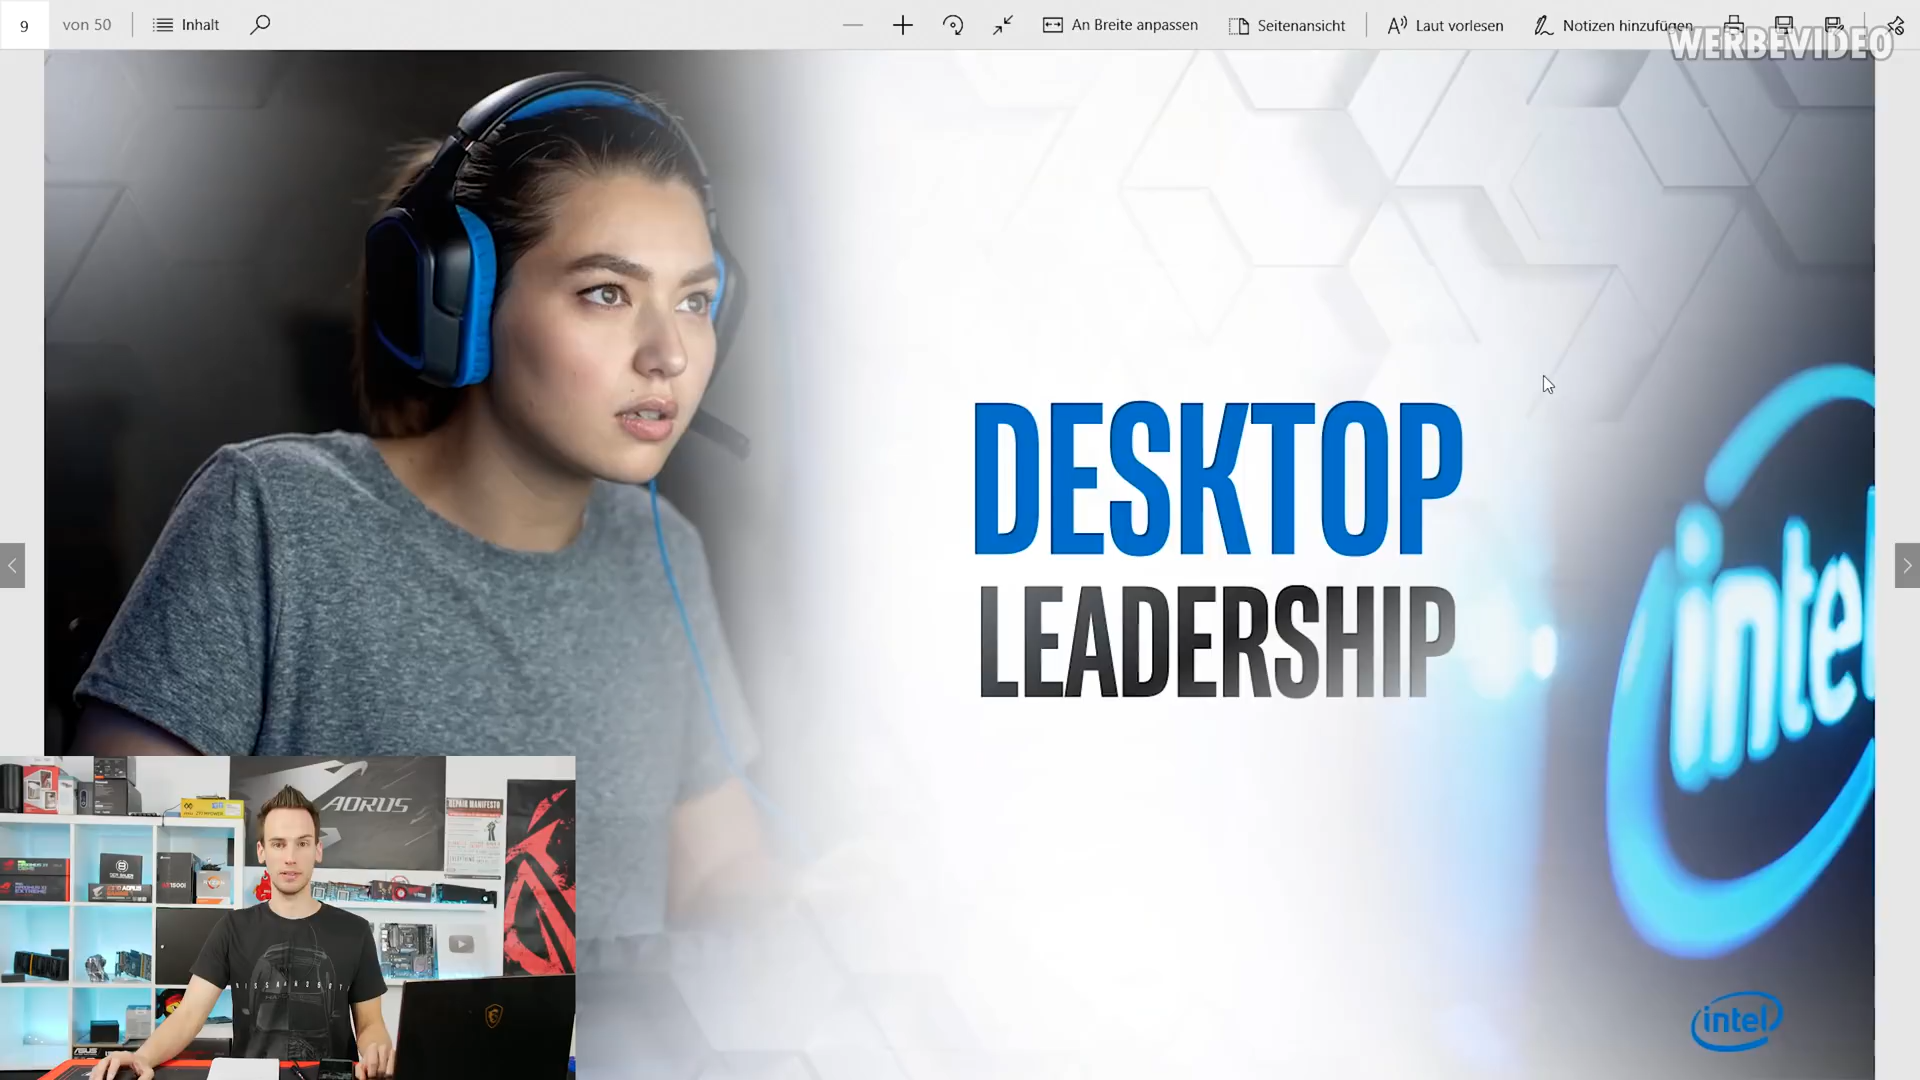 9 von 50 Inhalt An Breite anpassen Seitenansicht Laut vorlesen Notizen hinzufügen
WERBEVIDEO
DESKTOP
LEADERSHIP
intel
intel
AORUS
REPAIR MANIFESTO